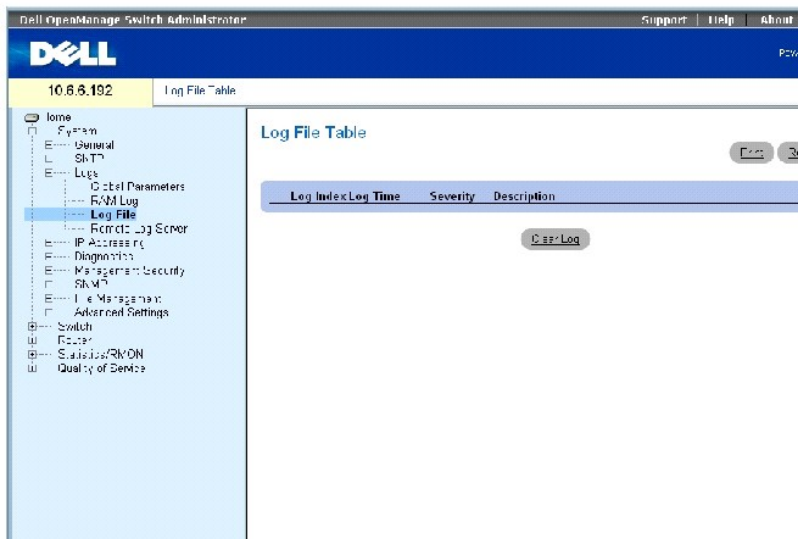 Dell OpenManage Switch Administrator
Support | Help | About
DELL
10.6.6.192
Log File Table
Home
System
General
SNTP
Logs
Global Parameters
RAM Log
Log File
Remote Log Server
IP Addressing
Diagnostics
Management Security
SNMP
File Management
Advanced Settings
Switch
Router
Statistics/RMON
Quality of Service
Log File Table
Print
Log Index Log Time Severity Description
Clear Log